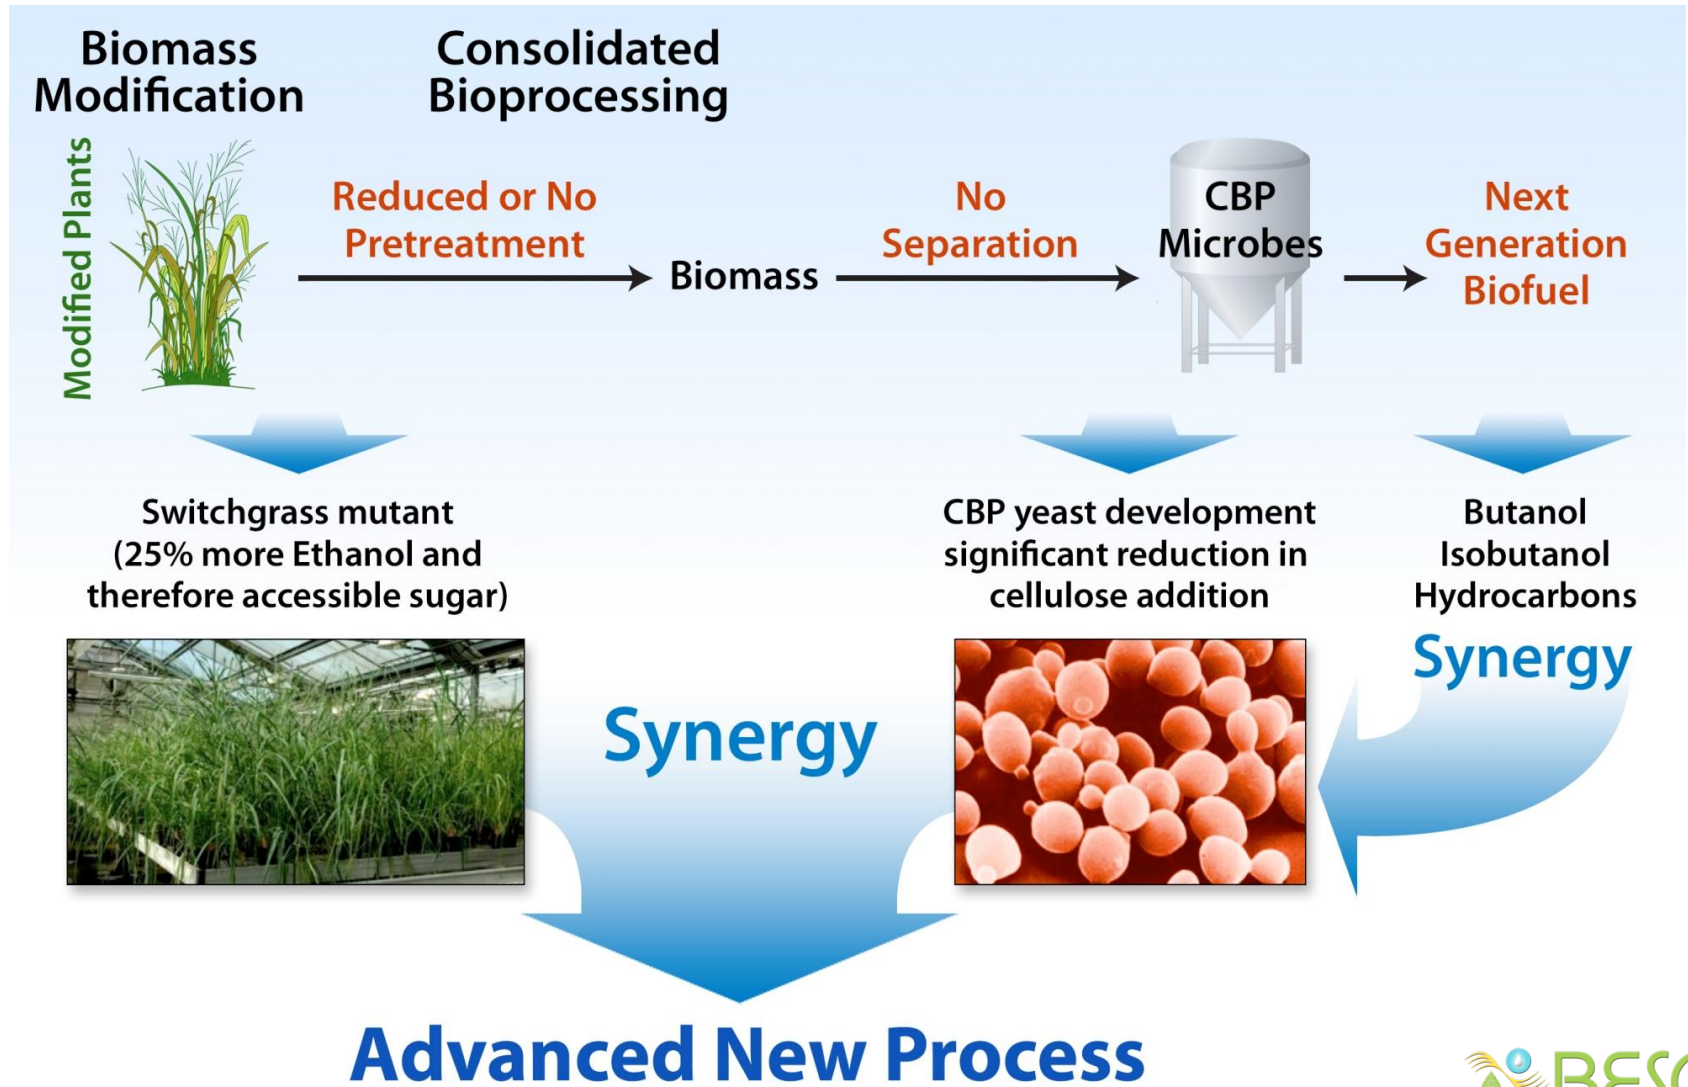 Biomass
Modification
Consolidated
Bioprocessing
Modified Plants
Reduced or No
Pretreatment
Biomass
No
Separation
CBP
Microbes
Next
Generation
Biofuel
Switchgrass mutant
(25% more Ethanol and
therefore accessible sugar)
CBP yeast development
significant reduction in
cellulose addition
Butanol
Isobutanol
Hydrocarbons
Synergy
Synergy
Advanced New Process